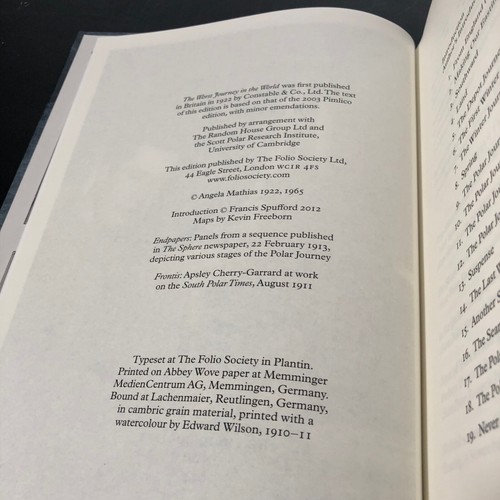 The Worst Journey in the World was first published
in Britain in 1922 by Constable & Co., Ltd. The text
of this edition is based on that of the 2003 Pimlico
edition, with minor emendations.
Published by arrangement with
The Random House Group Ltd and
the Scott Polar Research Institute,
University of Cambridge
This edition published by The Folio Society Ltd,
44 Eagle Street, London WC1R 4FS
www.foliosociety.com
© Angela Mathias 1922, 1965
Introduction © Francis Spufford 2012
Maps by Kevin Freeborn
Endpapers: Panels from a sequence published
in The Sphere newspaper, 22 February 1913,
depicting various stages of the Polar Journey
Frontis: Apsley Cherry-Garrard at work
on the South Polar Times, August 1911
Typeset at The Folio Society in Plantin.
Printed on Abbey Wove paper at Memminger
MedienCentrum AG, Memmingen, Germany.
Bound at Lachenmaier, Reutlingen, Germany,
in cambric grain material, printed with a
watercolour by Edward Wilson, 1910–11
8. Spring
9. The Polar
10. The Polar
11. The Polar
12. The Polar
13. Suspense
14. The Last
15. Another
16. The
17. The
18. The
19. Never